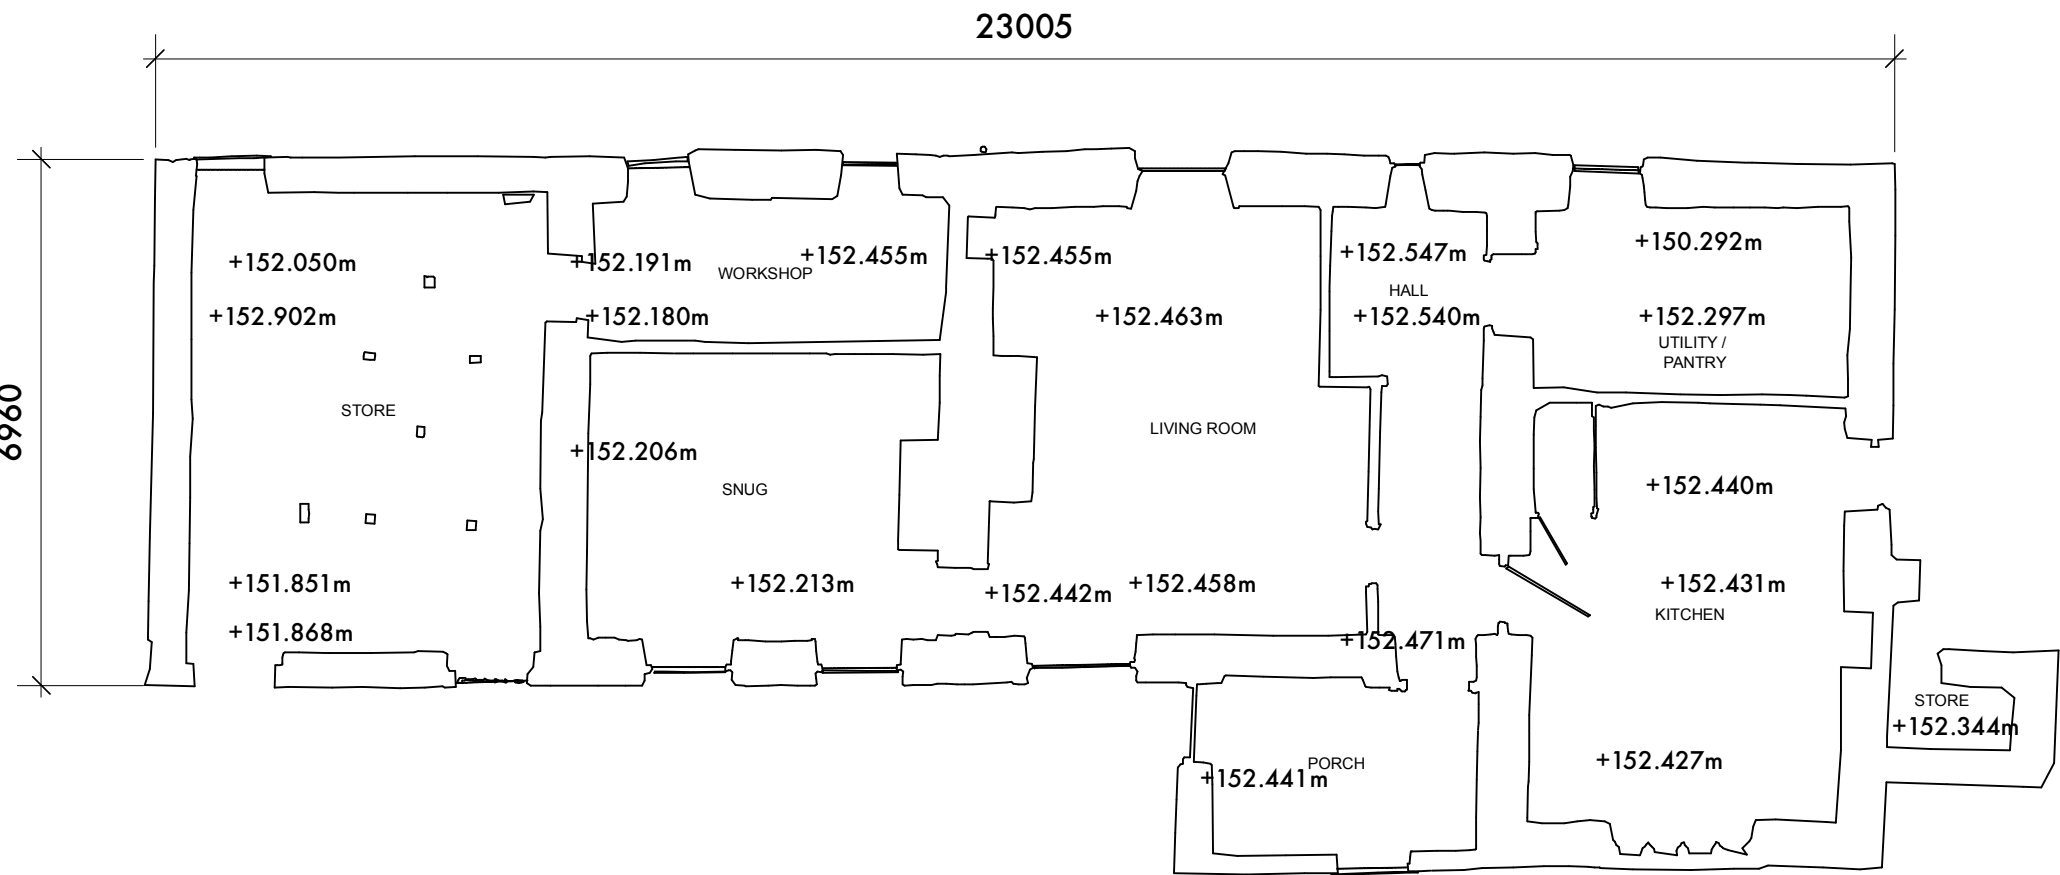 23005
6960
+152.050m
+152.191m
WORKSHOP
+152.455m
+152.455m
+152.547m
+150.292m
HALL
+152.902m
+152.180m
+152.463m
+152.540m
+152.297m
UTILITY /
PANTRY
STORE
LIVING ROOM
+152.206m
SNUG
+152.440m
+151.851m
+152.213m
+152.442m
+152.458m
+152.431m
KITCHEN
+151.868m
+152.471m
STORE
+152.344m
PORCH
+152.441m
+152.427m